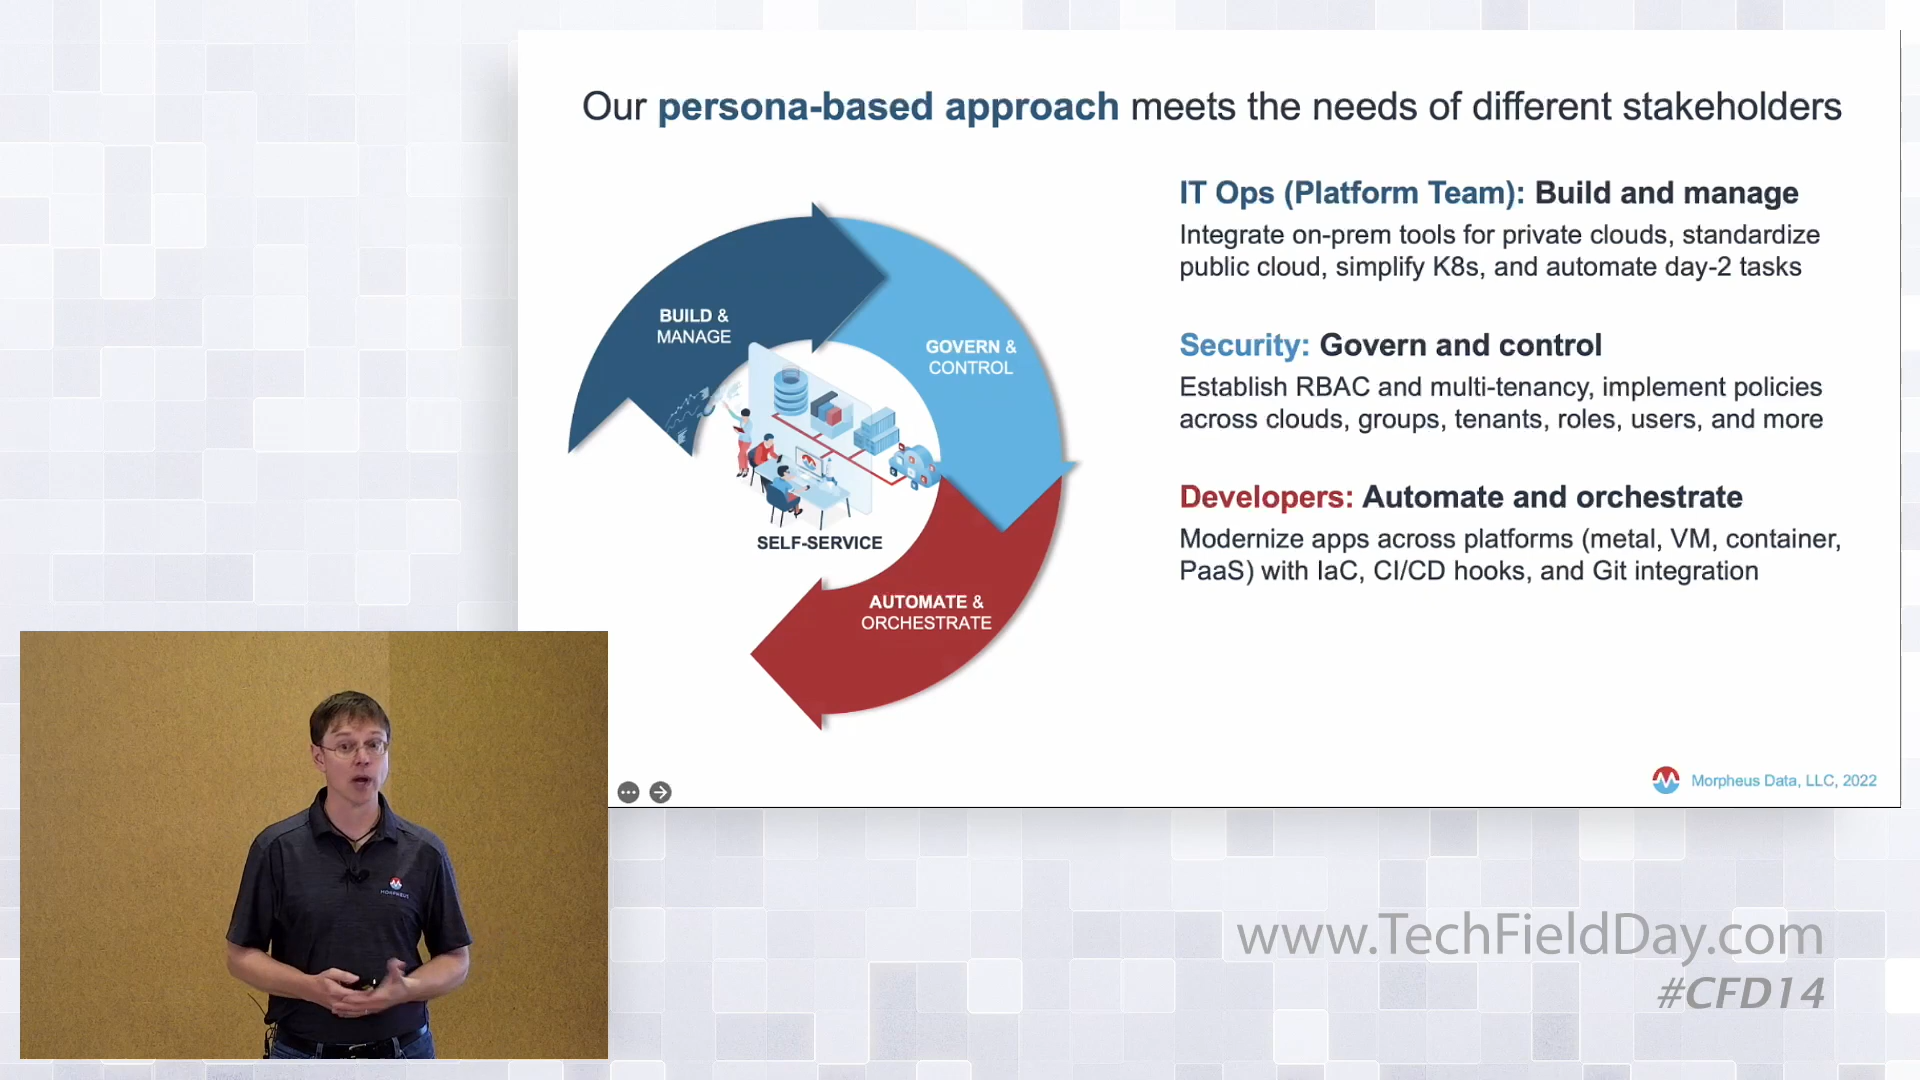 Our persona-based approach meets the needs of different stakeholders
BUILD &
MANAGE
GOVERN &
CONTROL
SELF-SERVICE
AUTOMATE &
ORCHESTRATE
IT Ops (Platform Team): Build and manage
Integrate on-prem tools for private clouds, standardize
public cloud, simplify K8s, and automate day-2 tasks
Security: Govern and control
Establish RBAC and multi-tenancy, implement policies
across clouds, groups, tenants, roles, users, and more
Developers: Automate and orchestrate
Modernize apps across platforms (metal, VM, container,
PaaS) with IaC, CI/CD hooks, and Git integration
Morpheus Data, LLC, 2022
MORPHEUS
www.TechFieldDay.com
#CFD14